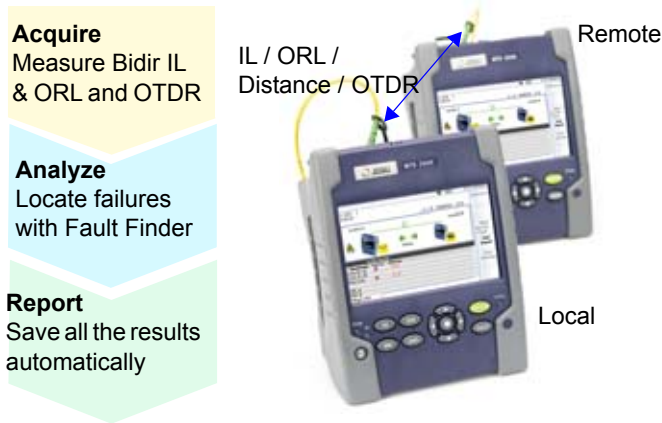 Acquire
Measure Bidir IL
& ORL and OTDR
Analyze
Locate failures
with Fault Finder
Report
Save all the results
automatically
IL / ORL /
Distance / OTDR
Remote
Local